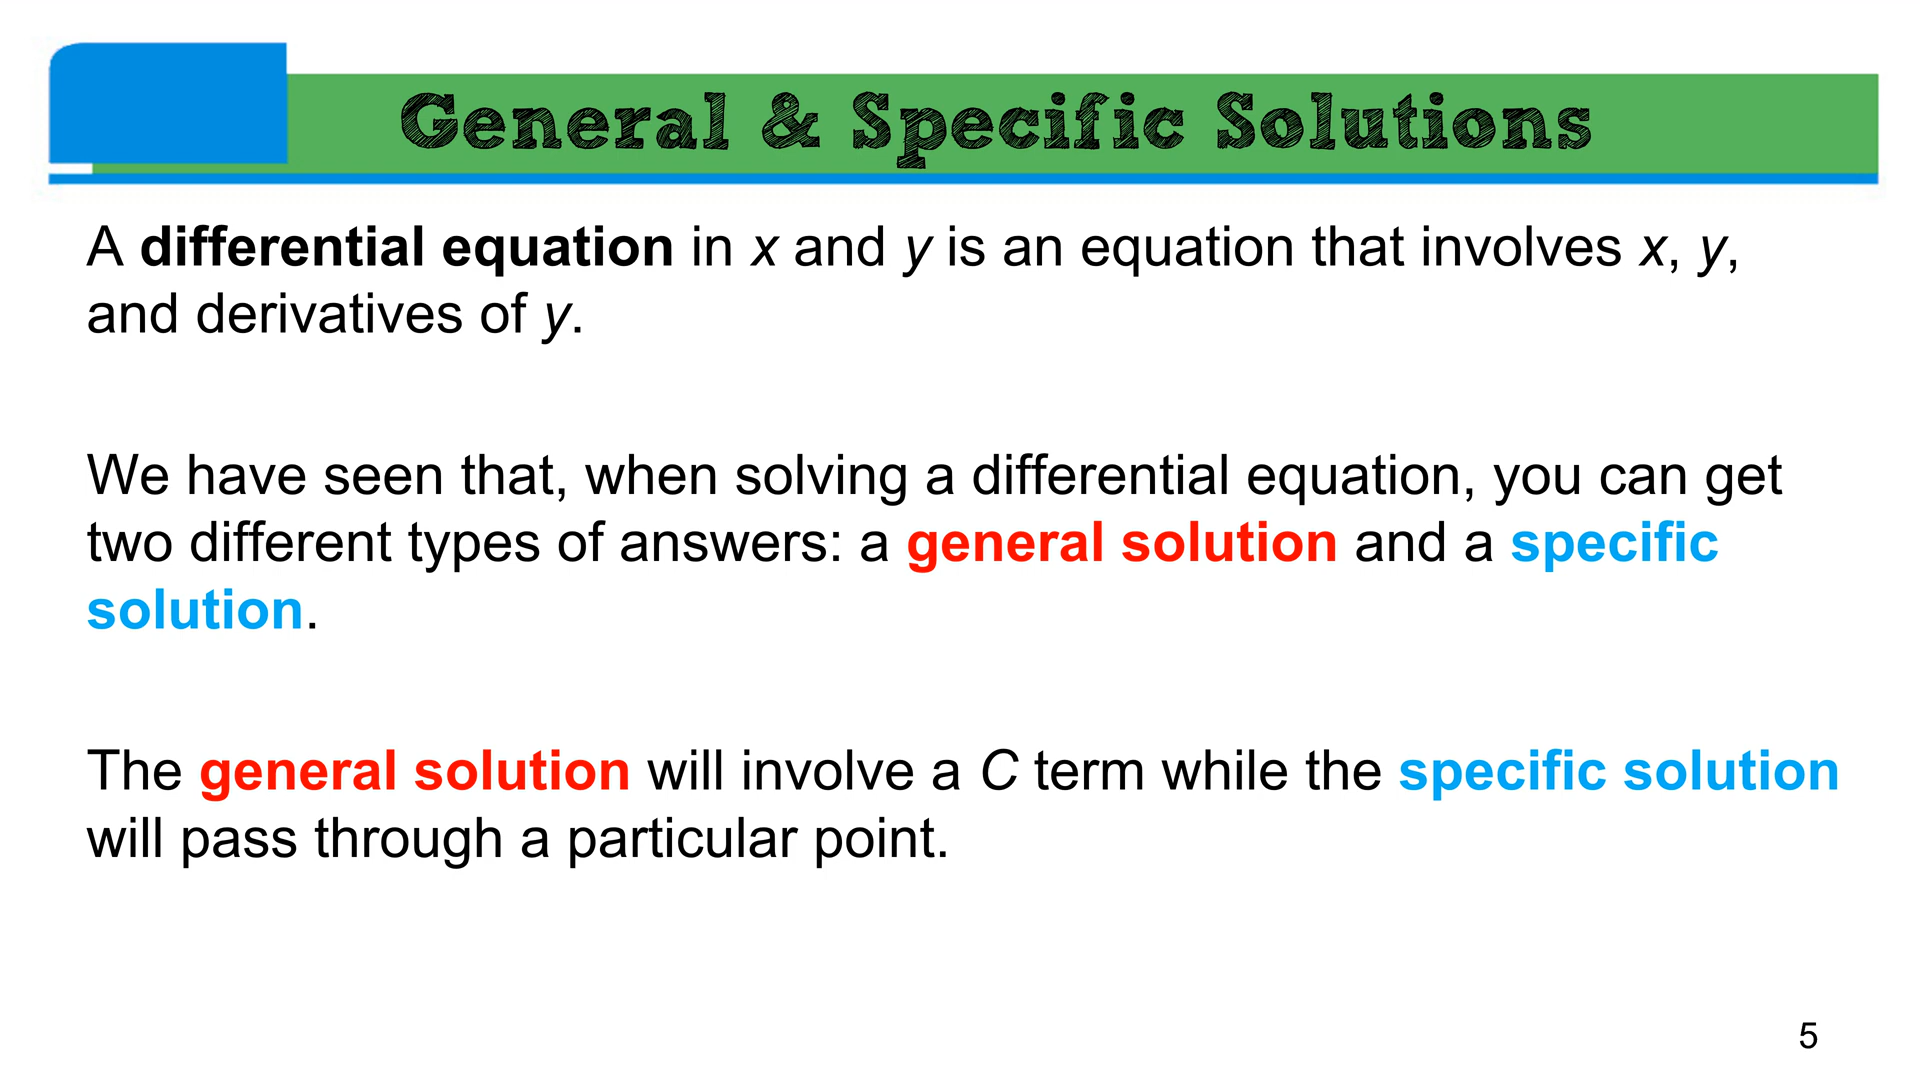 General & Specific Solutions
A differential equation in x and y is an equation that involves x, y,
and derivatives of y.
We have seen that, when solving a differential equation, you can get
two different types of answers: a general solution and a specific
solution.
The general solution will involve a C term while the specific solution
will pass through a particular point.
5